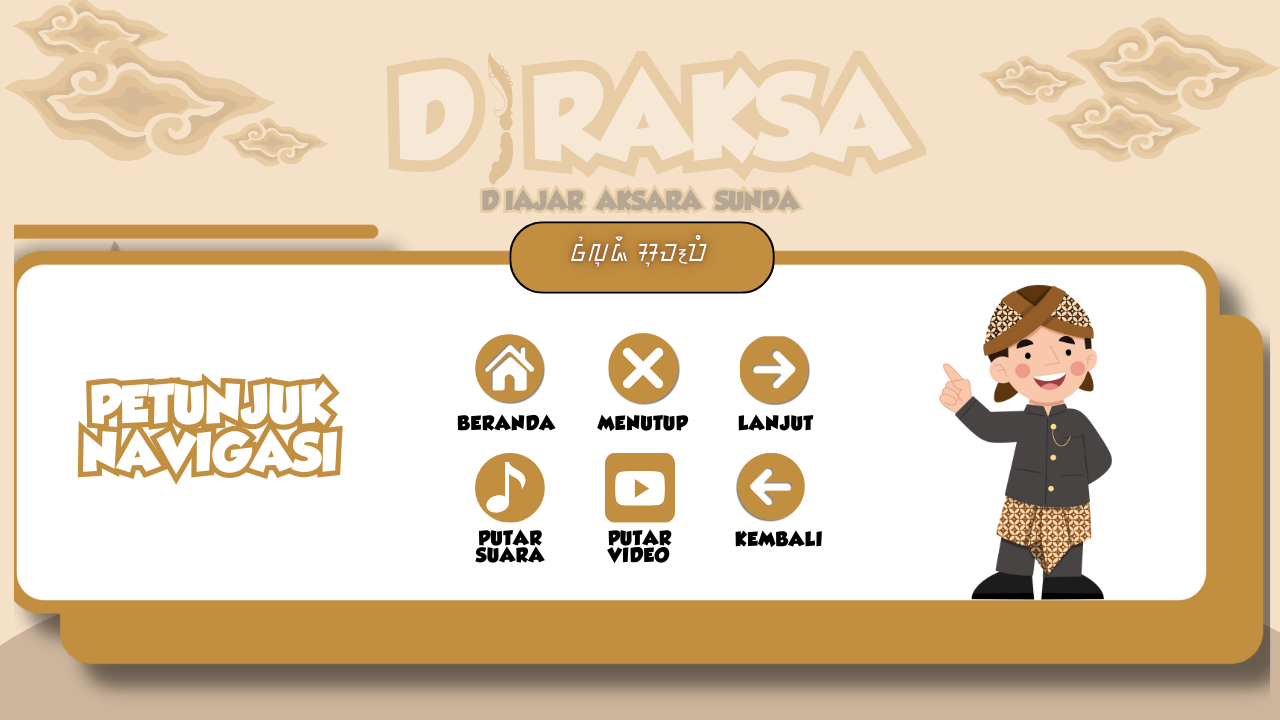 DIRAKSA
DIAJAR AKSARA SUNDA
PETUNJUK
NAVIGASI
BERANDA
MENUTUP
LANJUT
PUTAR
SUARA
PUTAR
VIDEO
KEMBALI